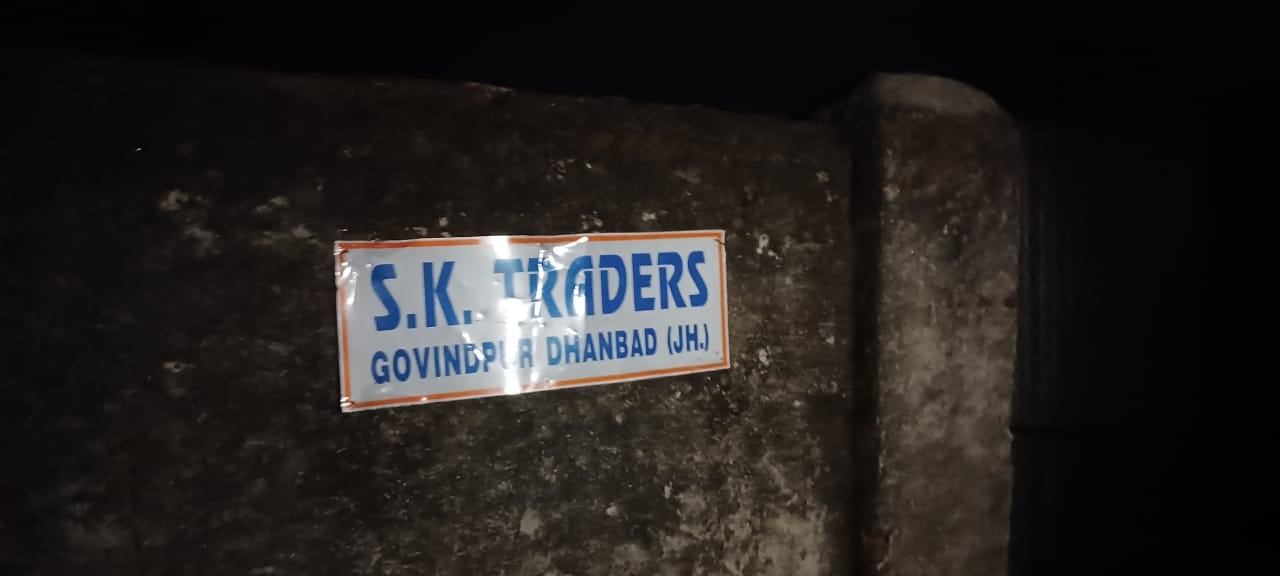 S.K. TRADERS
GOVINDPUR DHANBAD (JH.)